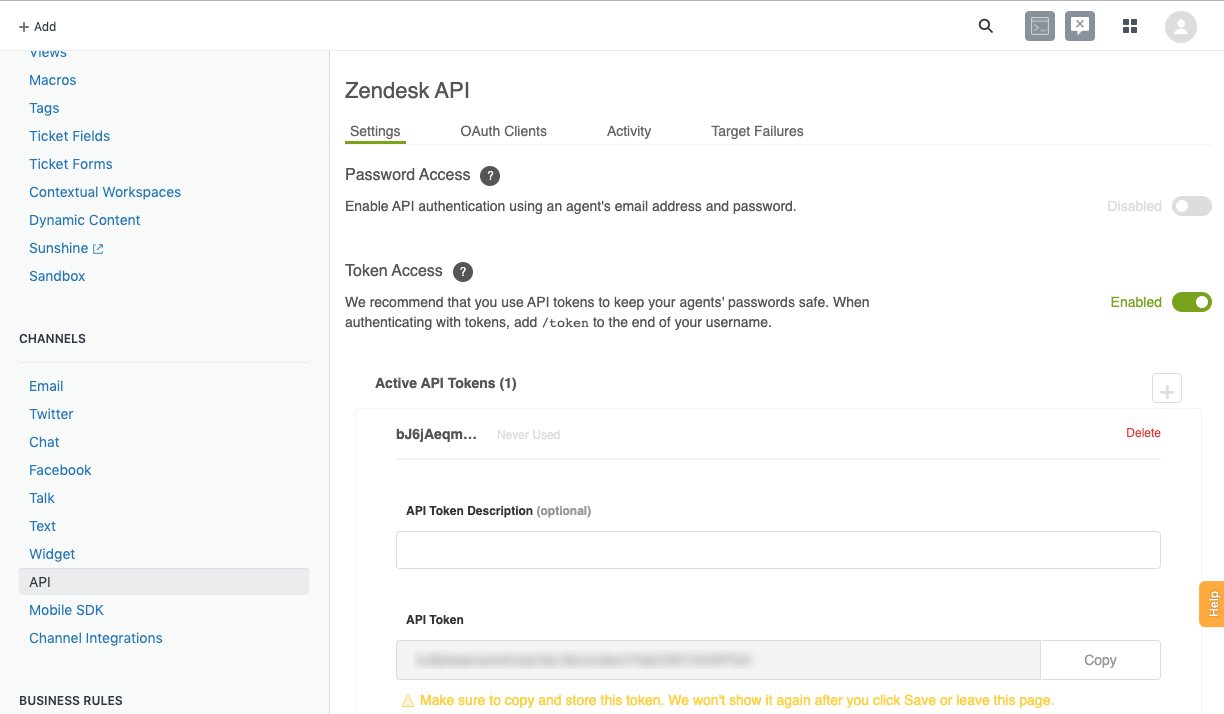 + Add
Views
Macros
Tags
Ticket Fields
Ticket Forms
Contextual Workspaces
Dynamic Content
Sunshine
Sandbox
CHANNELS
Email
Twitter
Chat
Facebook
Talk
Text
Widget
API
Mobile SDK
Channel Integrations
BUSINESS RULES
Zendesk API
Settings OAuth Clients Activity Target Failures
Password Access ?
Enable API authentication using an agent's email address and password. Disabled
Token Access ?
We recommend that you use API tokens to keep your agents' passwords safe. When
authenticating with tokens, add /token to the end of your username.
Enabled
Active API Tokens (1)
bJ6jAeqm... Never Used Delete
API Token Description (optional)
API Token
Copy
Make sure to copy and store this token. We won't show it again after you click Save or leave this page.
Help